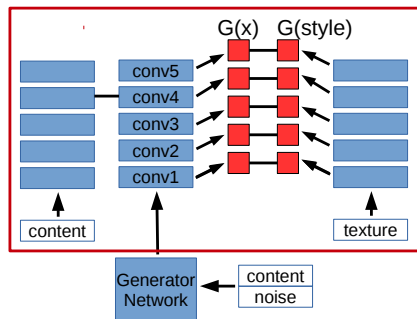 G(x) G(style)
conv5
conv4
conv3
conv2
conv1
content
texture
Generator
Network
content
noise